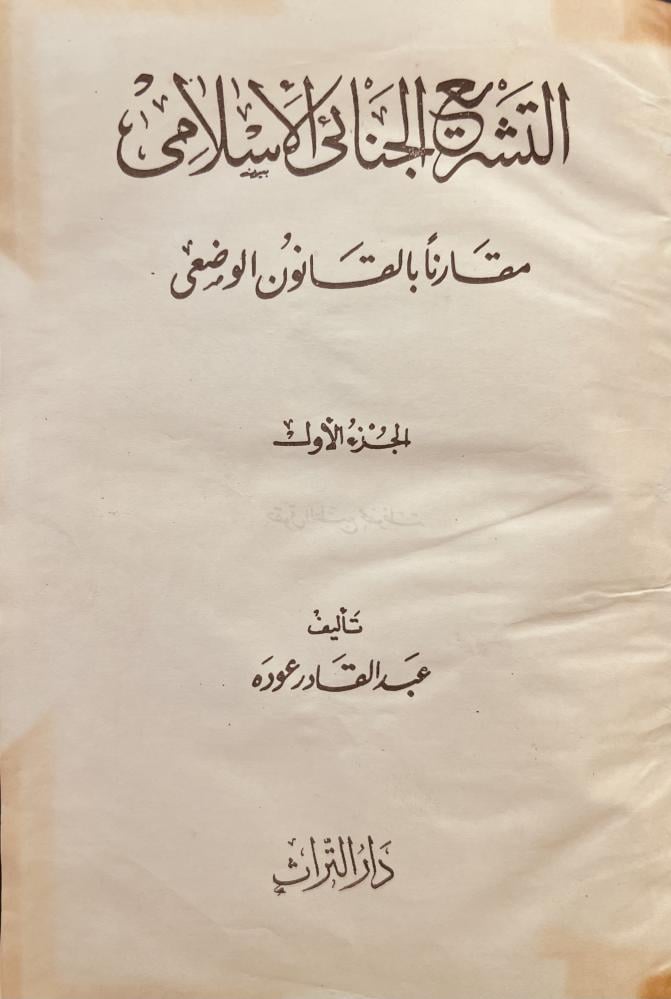 التشريع الجنائى الإسلامى
مقارناً بالقانون الوضعى
الجزء الأول
تأليف
عبد القادر عوده
دار التراث